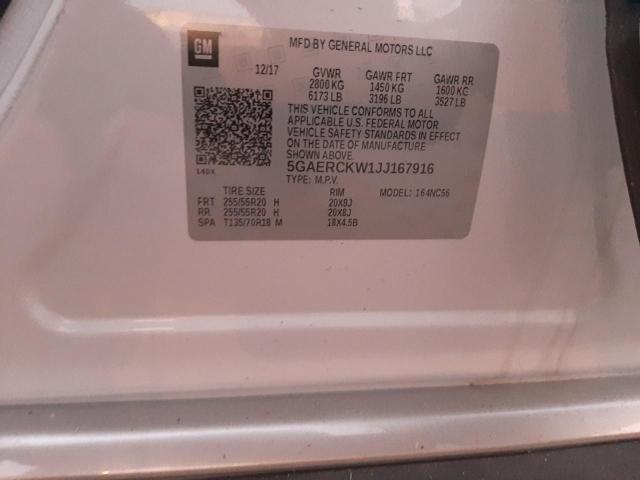 GM
MFD BY GENERAL MOTORS LLC
12/17 GVWR GAWR FRT GAWR RR
2800 KG 1450 KG 1600 KG
6173 LB 3196 LB 3527 LB
THIS VEHICLE CONFORMS TO ALL
APPLICABLE U.S. FEDERAL MOTOR
VEHICLE SAFETY STANDARDS IN EFFECT
ON THE DATE OF MANUFACTURE
SHOWN ABOVE.
5GAERCKW1JJ167916
140X TYPE: M.P.V. MODEL: 164NC56
TIRE SIZE RIM
FRT 255/55R20 H 20X8J
RR 255/55R20 H 20X8J
SPA T135/70R18 M 18X4.5B